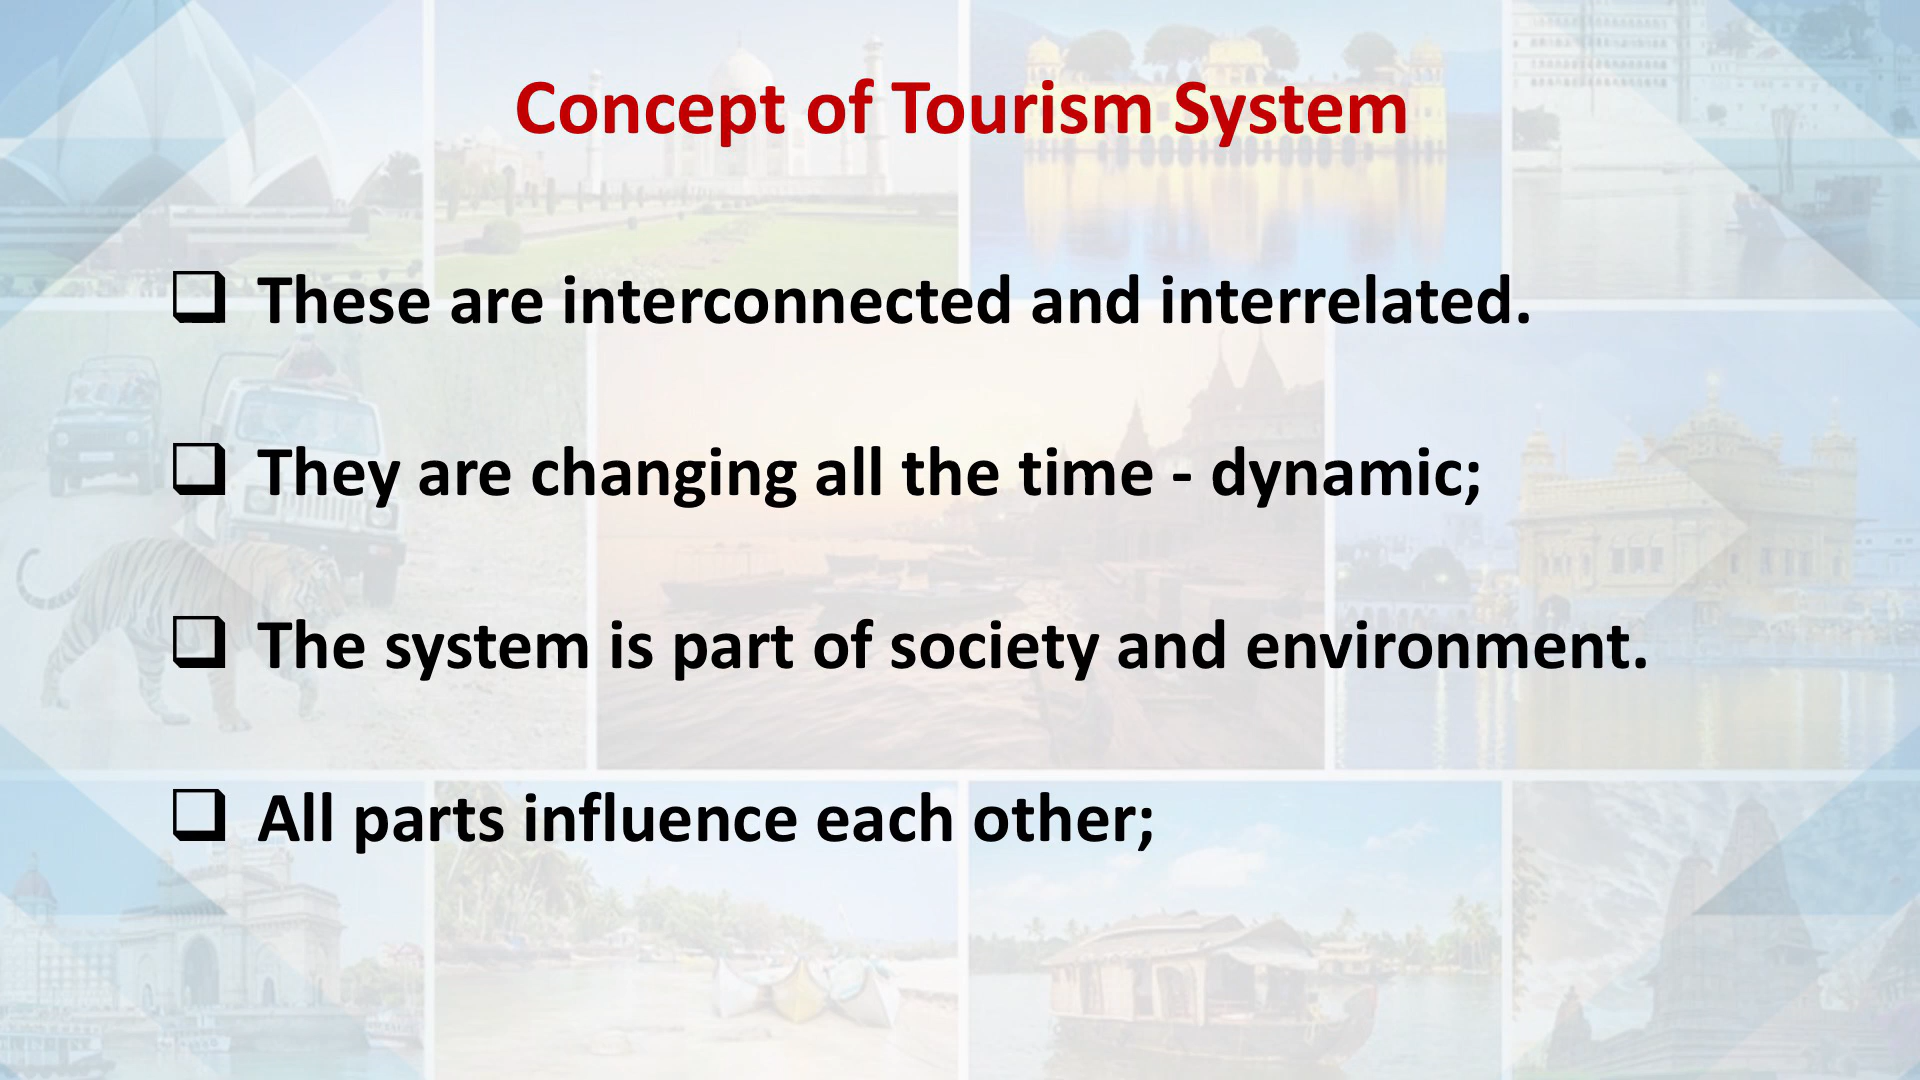 Concept of Tourism System
❑ These are interconnected and interrelated.
❑ They are changing all the time - dynamic;
❑ The system is part of society and environment.
❑ All parts influence each other;